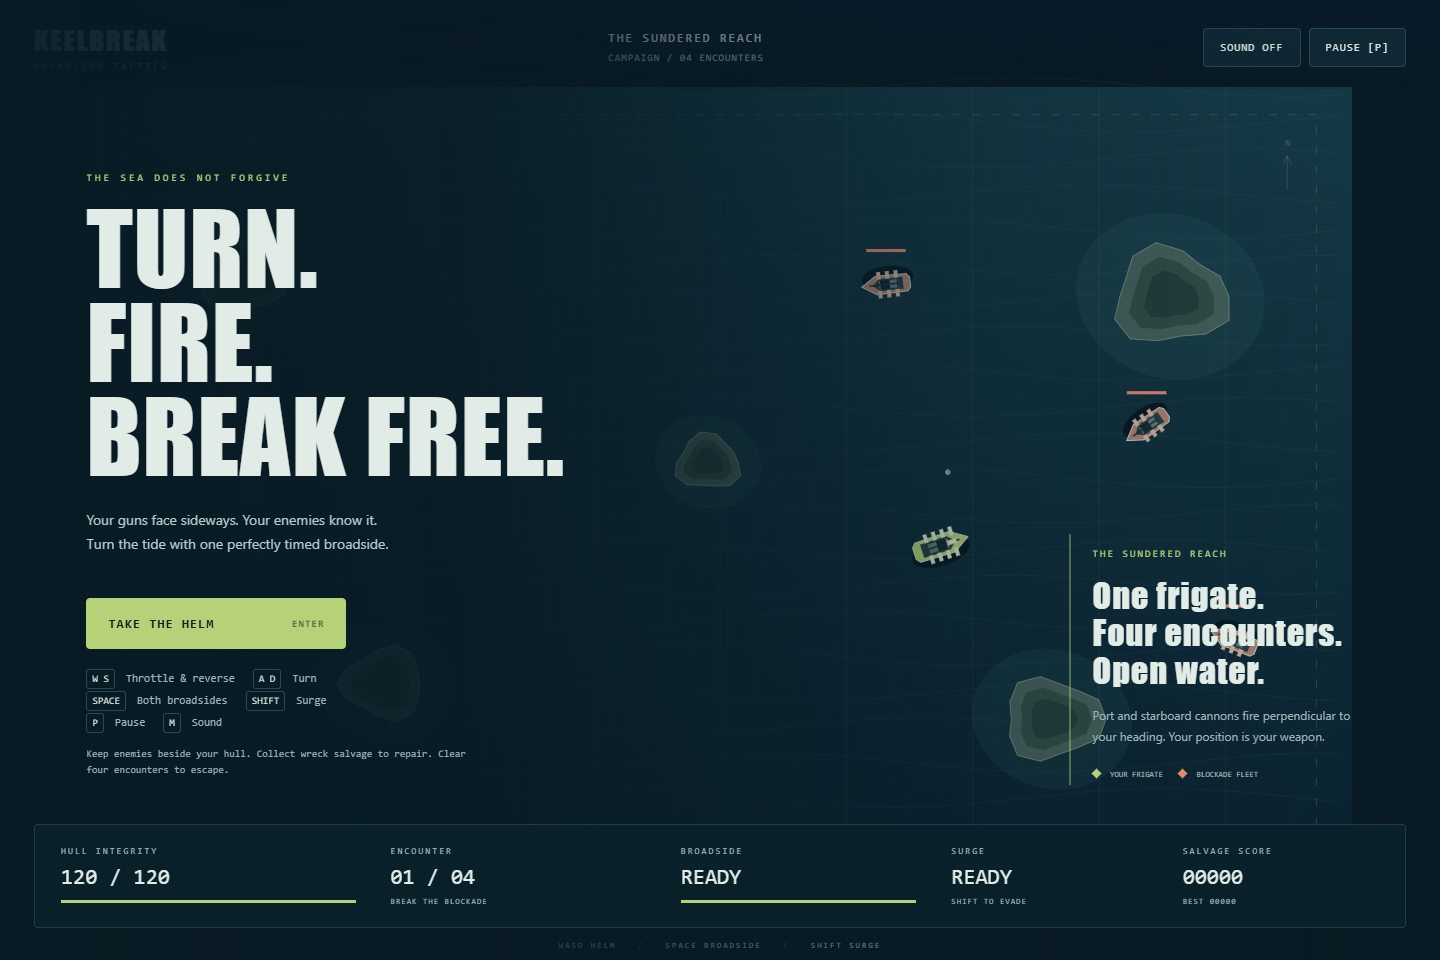 KEELBREAK
BROADSIDE TACTICS
THE SUNDERED REACH
CAMPAIGN / 04 ENCOUNTERS
SOUND OFF
PAUSE [P]
N
THE SEA DOES NOT FORGIVE
TURN.
FIRE.
BREAK FREE.
Your guns face sideways. Your enemies know it.
Turn the tide with one perfectly timed broadside.
TAKE THE HELM ENTER
W S Throttle & reverse A D Turn
SPACE Both broadsides SHIFT Surge
P Pause M Sound
Keep enemies beside your hull. Collect wreck salvage to repair. Clear
four encounters to escape.
THE SUNDERED REACH
One frigate.
Four encounters.
Open water.
Port and starboard cannons fire perpendicular to
your heading. Your position is your weapon.
YOUR FRIGATE BLOCKADE FLEET
HULL INTEGRITY
120 / 120
ENCOUNTER
01 / 04
BREAK THE BLOCKADE
BROADSIDE
READY
SURGE
READY
SHIFT TO EVADE
SALVAGE SCORE
00000
BEST 00000
WASD HELM / SPACE BROADSIDE / SHIFT SURGE